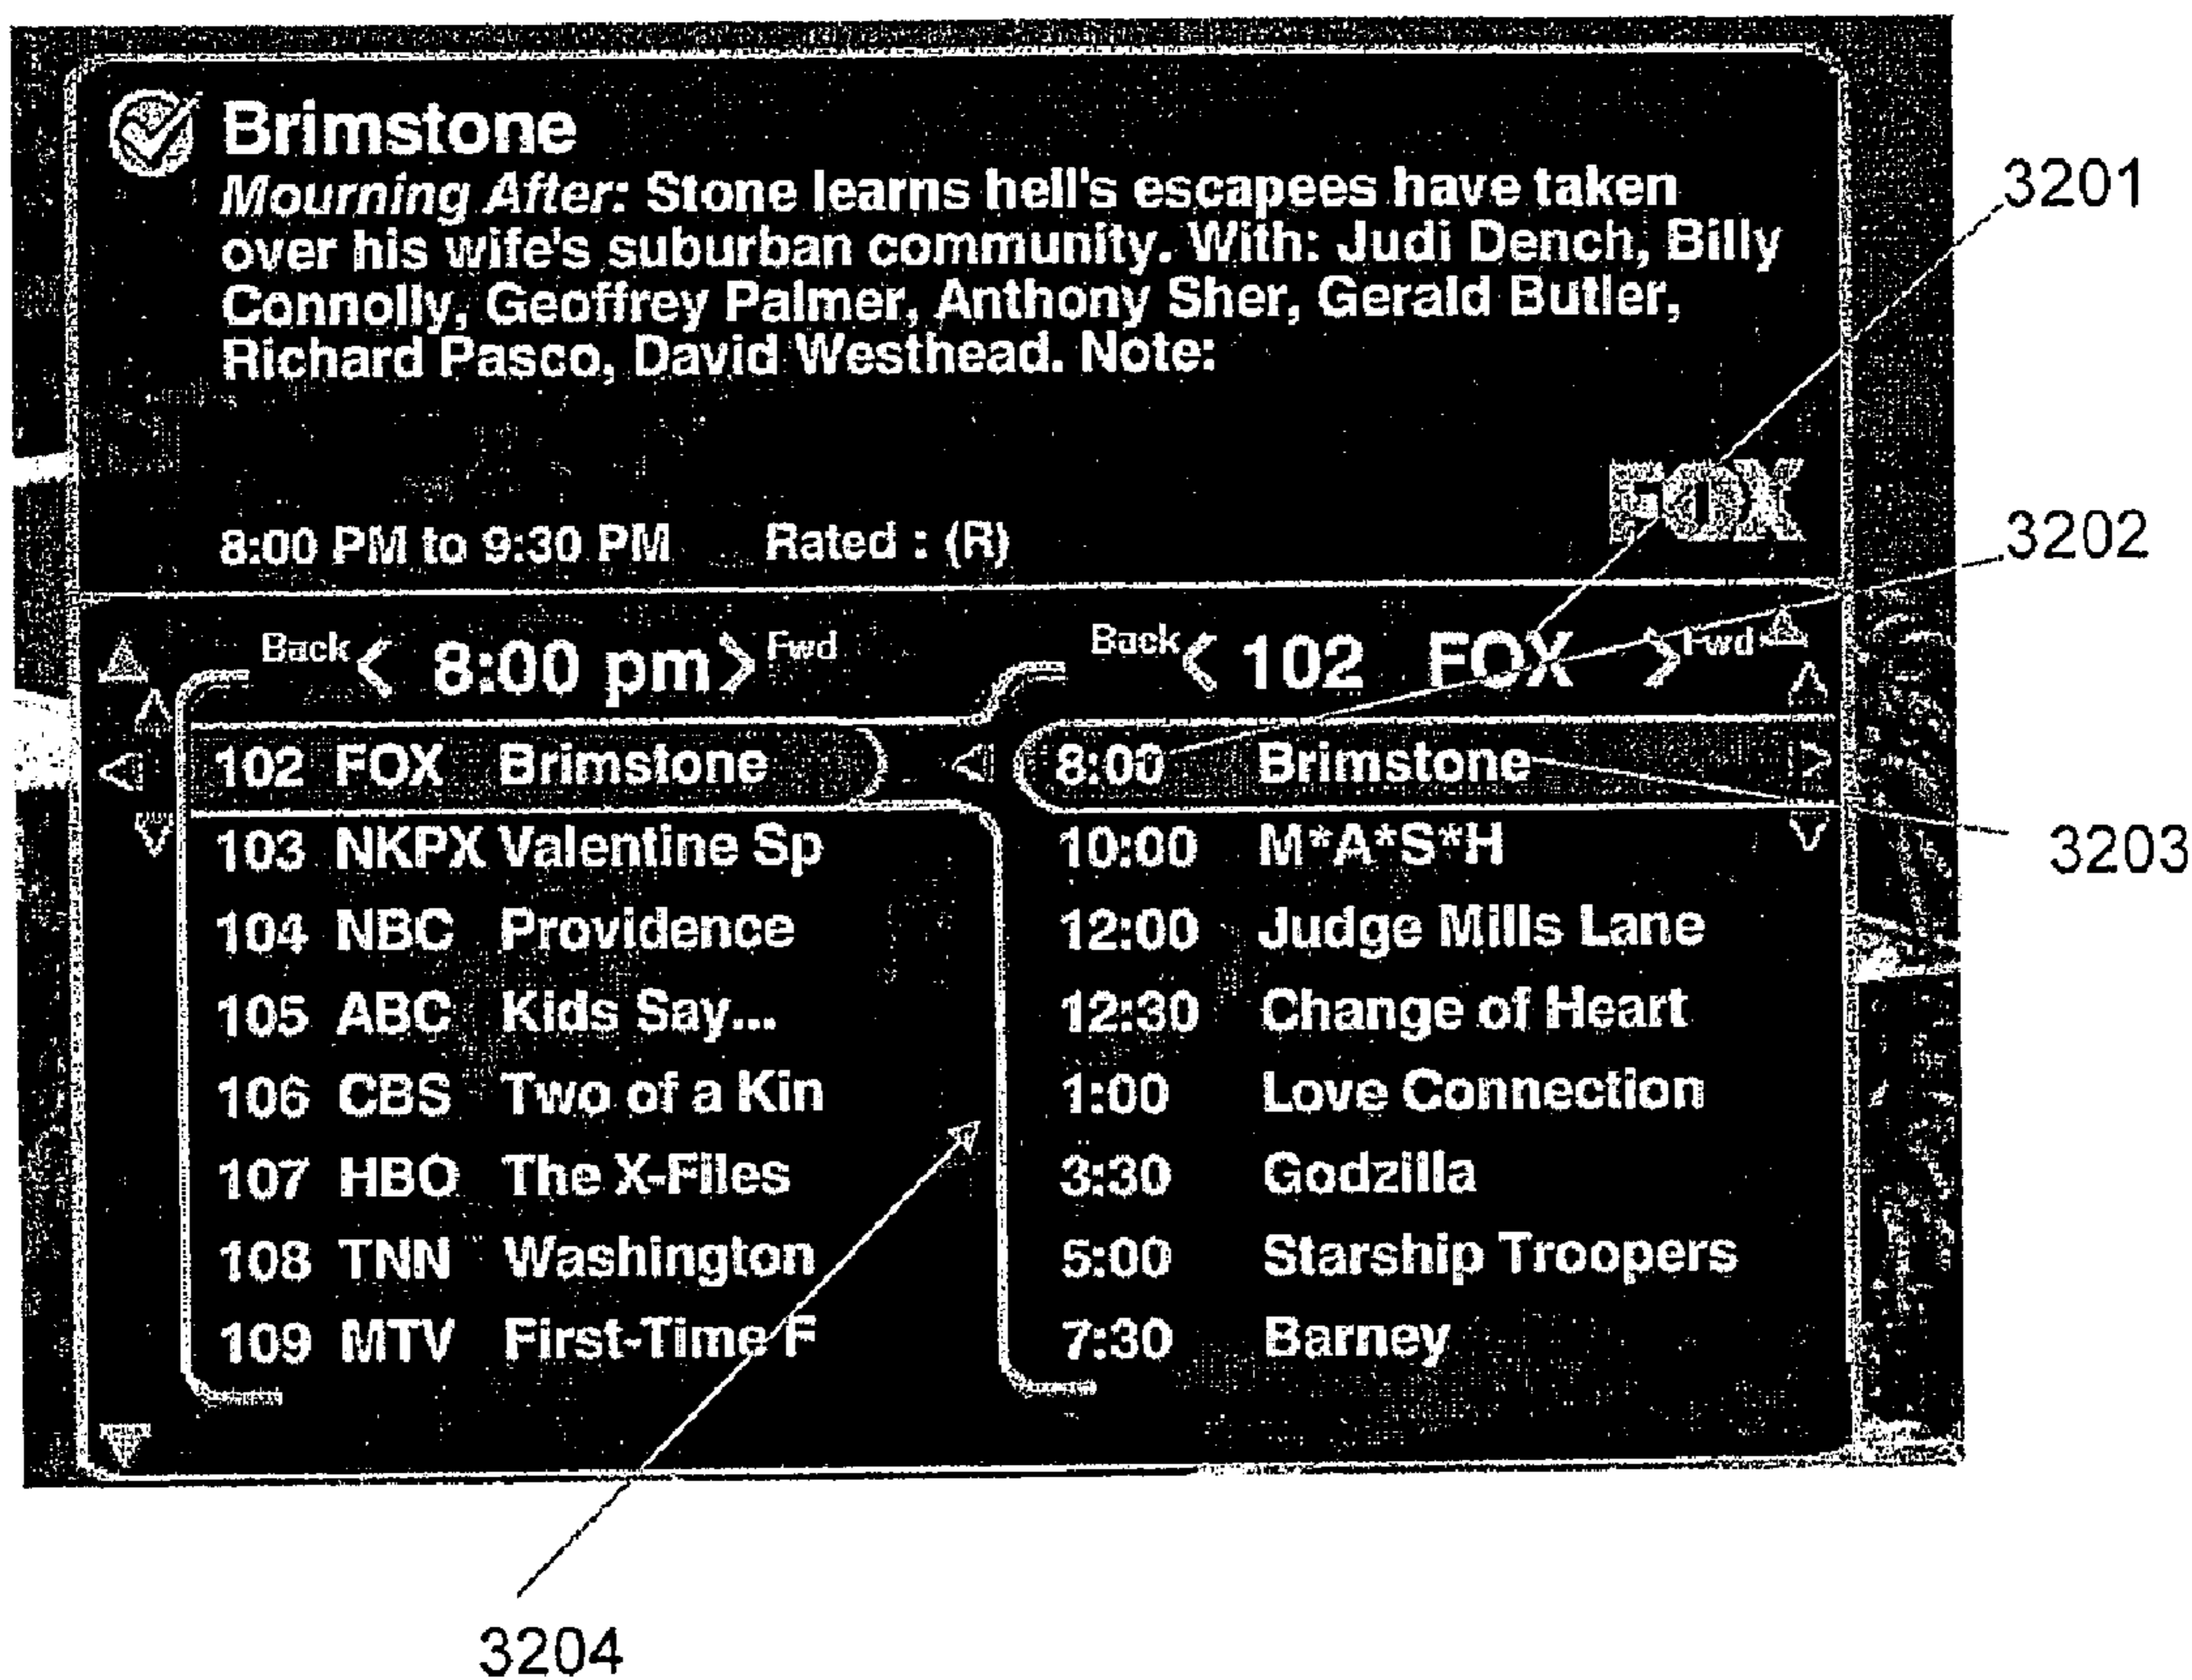 Brimstone
Mourning After: Stone learns hell's escapees have taken
over his wife's suburban community. With: Judi Dench, Billy
Connolly, Geoffrey Palmer, Anthony Sher, Gerald Butler,
Richard Pasco, David Westhead. Note:
FOX
8:00 PM to 9:30 PM Rated : (R)
Back < 8:00 pm > Fwd
102 FOX Brimstone
103 NKPX Valentine Sp
104 NBC Providence
105 ABC Kids Say...
106 CBS Two of a Kin
107 HBO The X-Files
108 TNN Washington
109 MTV First-Time F
Back < 102 FOX > Fwd
8:00 Brimstone
10:00 M*A*S*H
12:00 Judge Mills Lane
12:30 Change of Heart
1:00 Love Connection
3:30 Godzilla
5:00 Starship Troopers
7:30 Barney
3201
3202
3203
3204